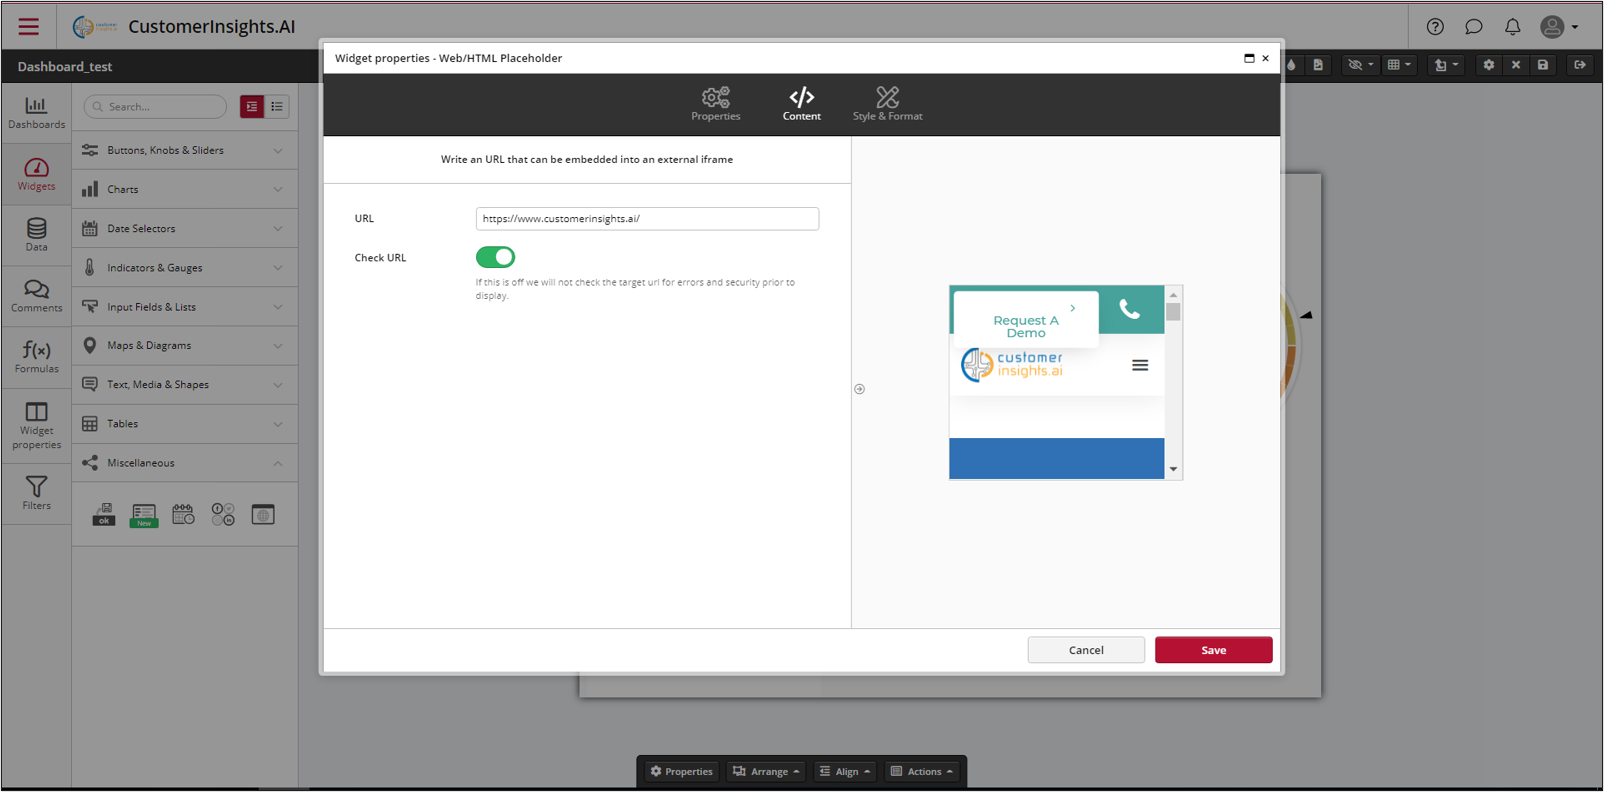 CustomerInsights.AI
Dashboard_test
Widget properties - Web/HTML Placeholder
Properties
Content
Style & Format
Dashboards
Widgets
Data
Comments
Formulas
f(x)
Widget
properties
Filters
Search...
Buttons, Knobs & Sliders
Charts
Date Selectors
Indicators & Gauges
Input Fields & Lists
Maps & Diagrams
Text, Media & Shapes
Tables
Miscellaneous
ok
New
Write an URL that can be embedded into an external iframe
URL
https://www.customerinsights.ai/
Check URL
If this is off we will not check the target url for errors and security prior to
display.
Request A
Demo
customer
insights.ai
Cancel
Save
Properties
Arrange
Align
Actions